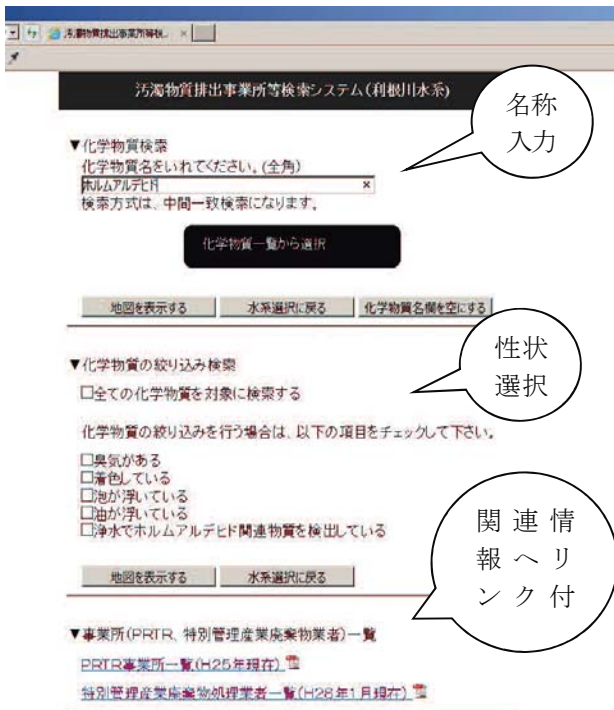 汚濁物質排出事業所等検...
汚濁物質排出事業所等検索システム(利根川水系)
名称
入力
▼化学物質検索
化学物質名をいれてください。(全角)
ホルムアルデヒド
検索方式は、中間一致検索になります。
化学物質一覧から選択
地図を表示する 水系選択に戻る 化学物質名欄を空にする
性状
選択
▼化学物質の絞り込み検索
□全ての化学物質を対象に検索する
化学物質の絞り込みを行う場合は、以下の項目をチェックして下さい。
□臭気がある
□着色している
□泡が浮いている
□油が浮いている
□浄水でホルムアルデヒド関連物質を検出している
関連情
報へリ
ンク付
地図を表示する 水系選択に戻る
▼事業所(PRTR、特別管理産業廃棄物業者)一覧
PRTR事業所一覧(H25年現在)
特別管理産業廃棄物処理業者一覧(H26年1月現在)